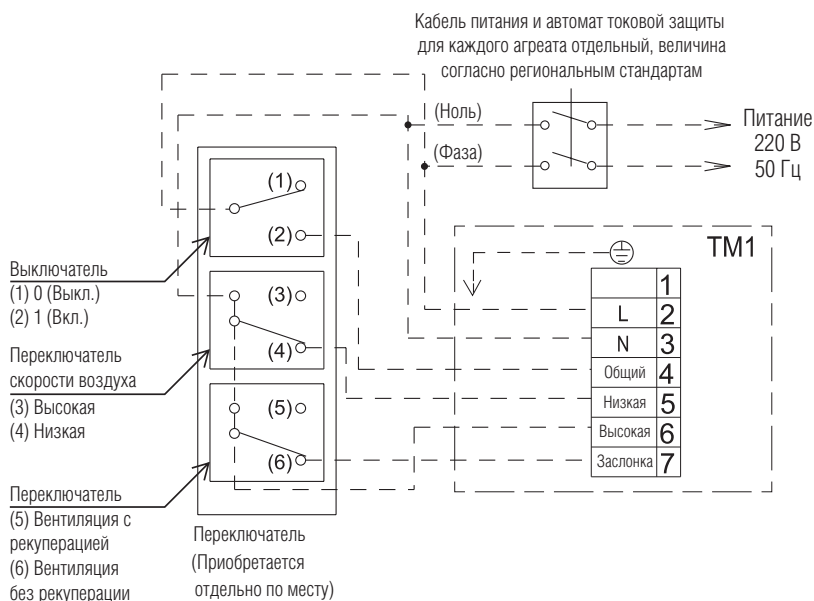 Кабель питания и автомат токовой защиты
для каждого агреата отдельный, величина
согласно региональным стандартам
(Ноль)
(Фаза)
Питание
220 В
50 Гц
(1)
(2)
(3)
(4)
(5)
(6)
Выключатель
(1) 0 (Выкл.)
(2) 1 (Вкл.)
Переключатель
скорости воздуха
(3) Высокая
(4) Низкая
Переключатель
(5) Вентиляция с
рекуперацией
(6) Вентиляция
без рекуперации
Переключатель
(Приобретается
отдельно по месту)
TM1
1
L 2
N 3
Общий 4
Низкая 5
Высокая 6
Заслонка 7